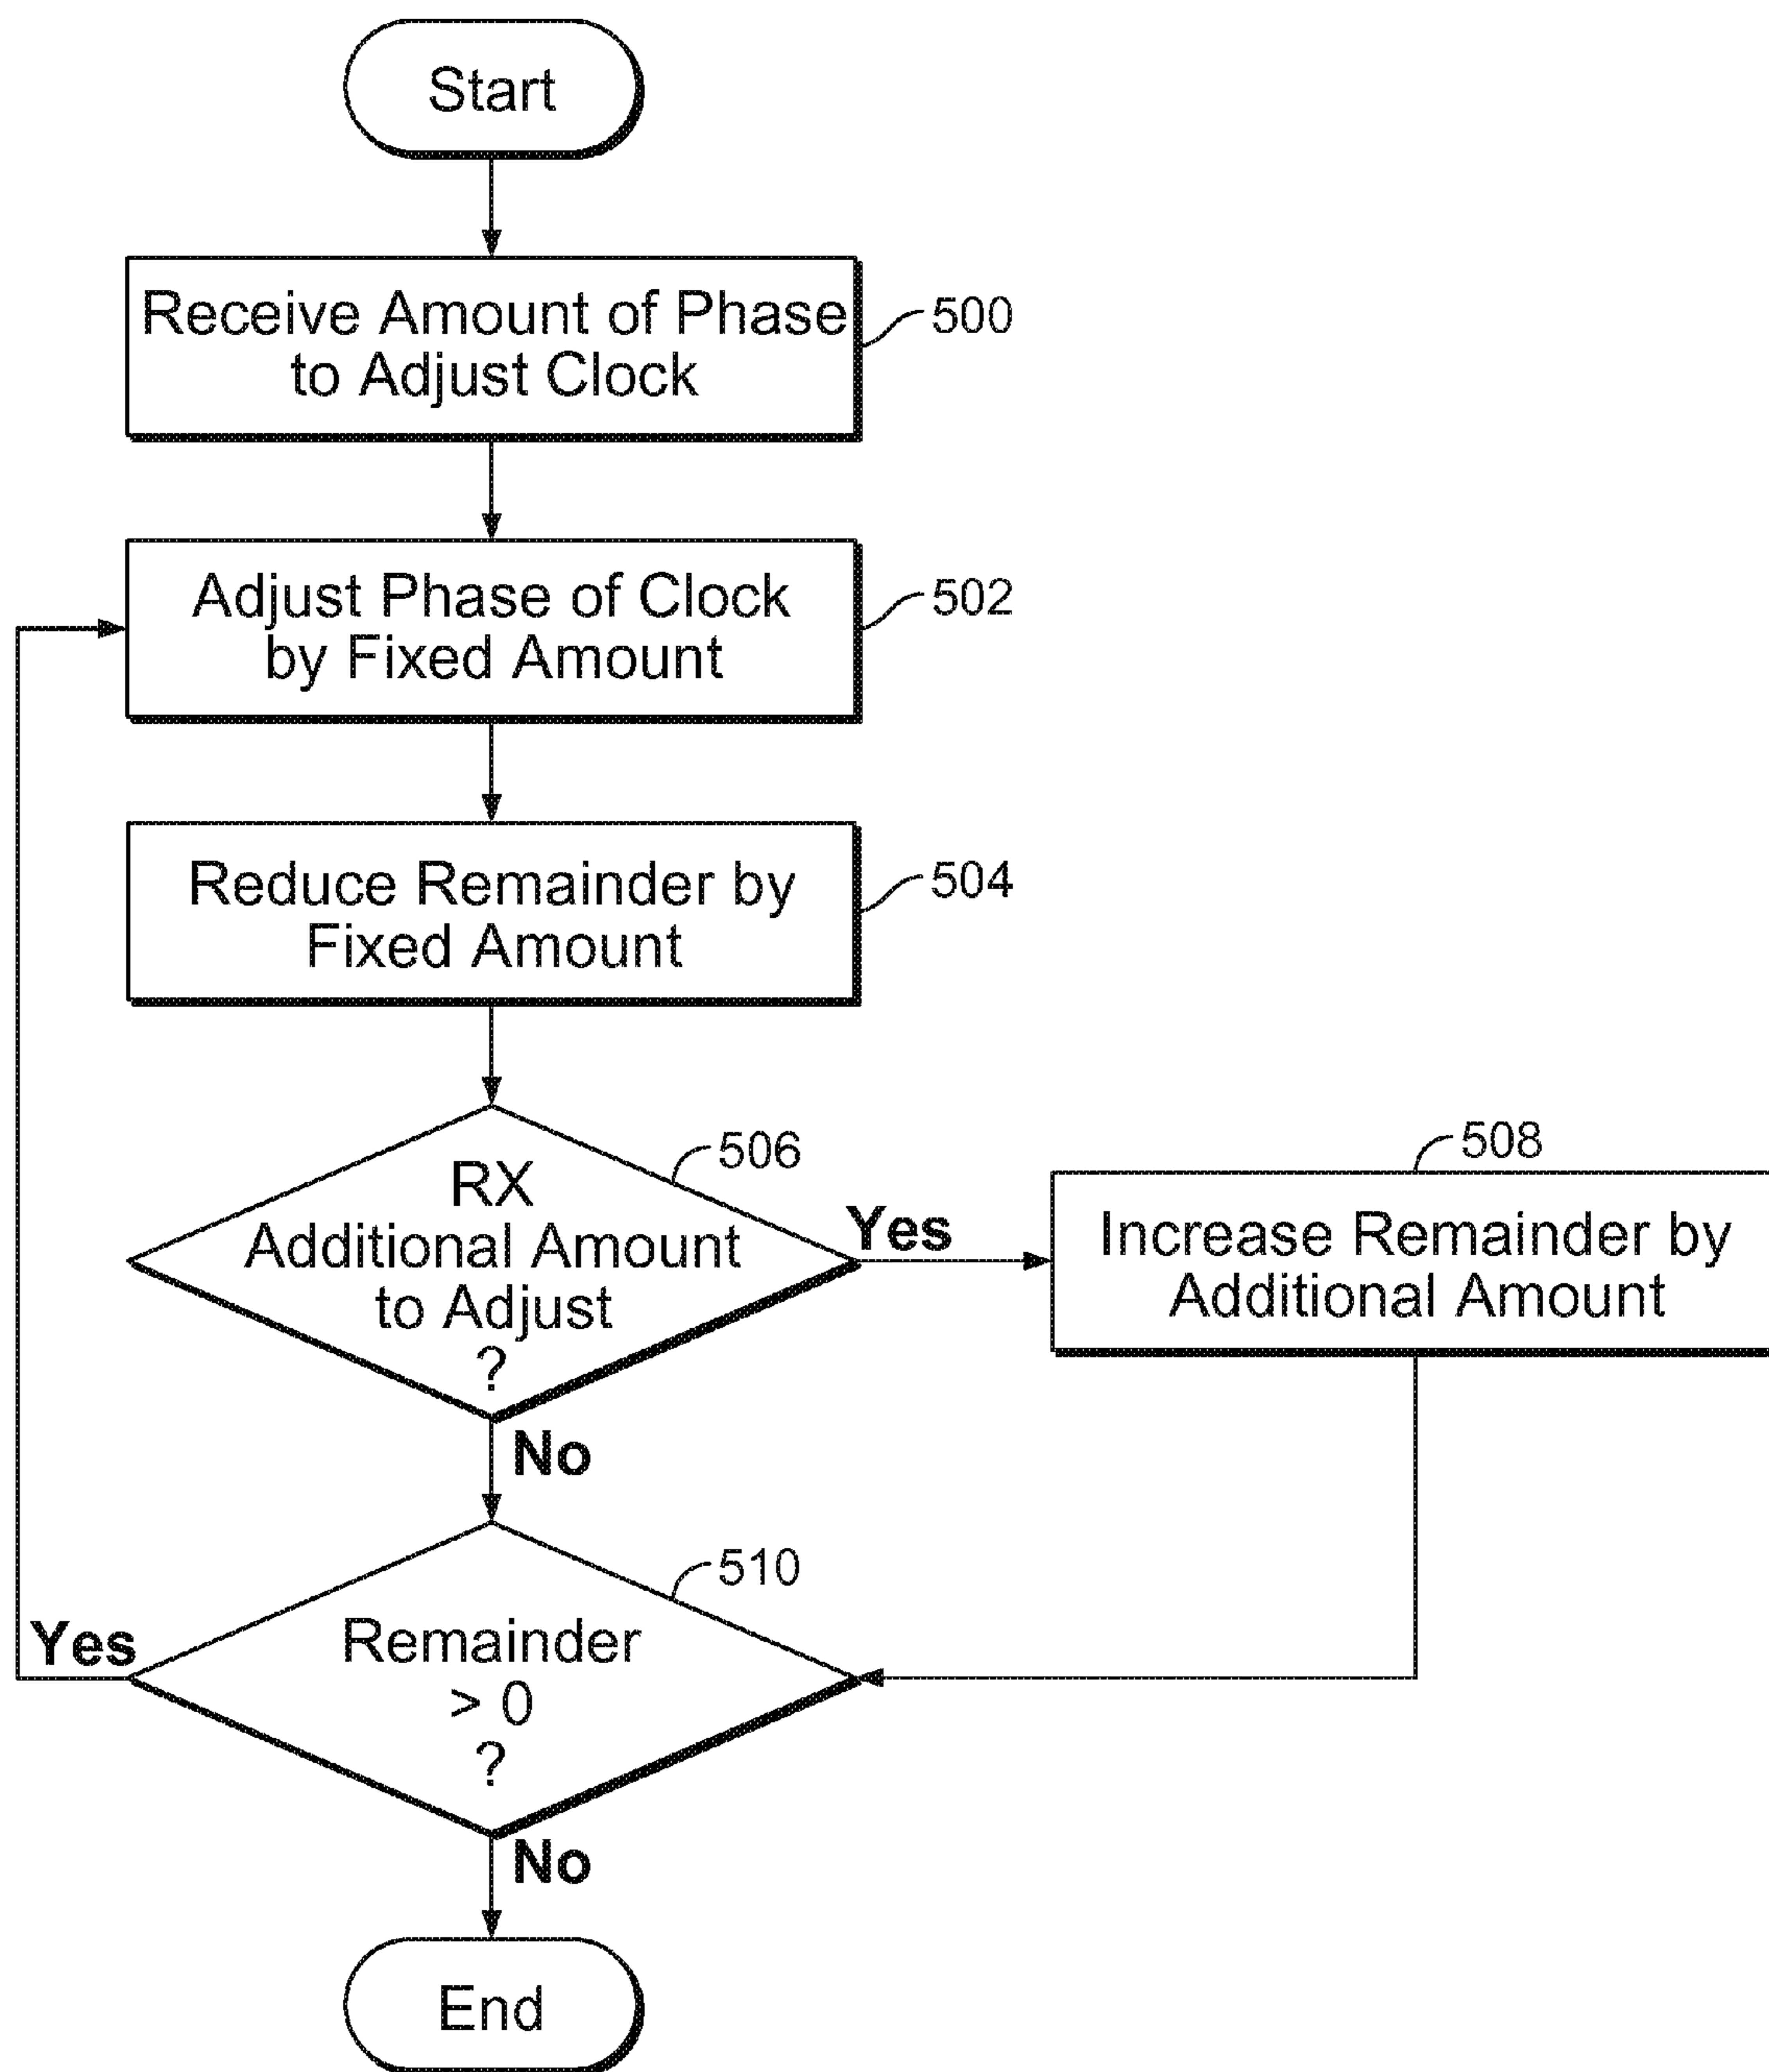 Start
Receive Amount of Phase
to Adjust Clock
500
Adjust Phase of Clock
by Fixed Amount
502
Reduce Remainder by
Fixed Amount
504
RX
Additional Amount
to Adjust
?
506
Yes
508
Increase Remainder by
Additional Amount
No
510
Remainder
> 0
?
Yes
No
End